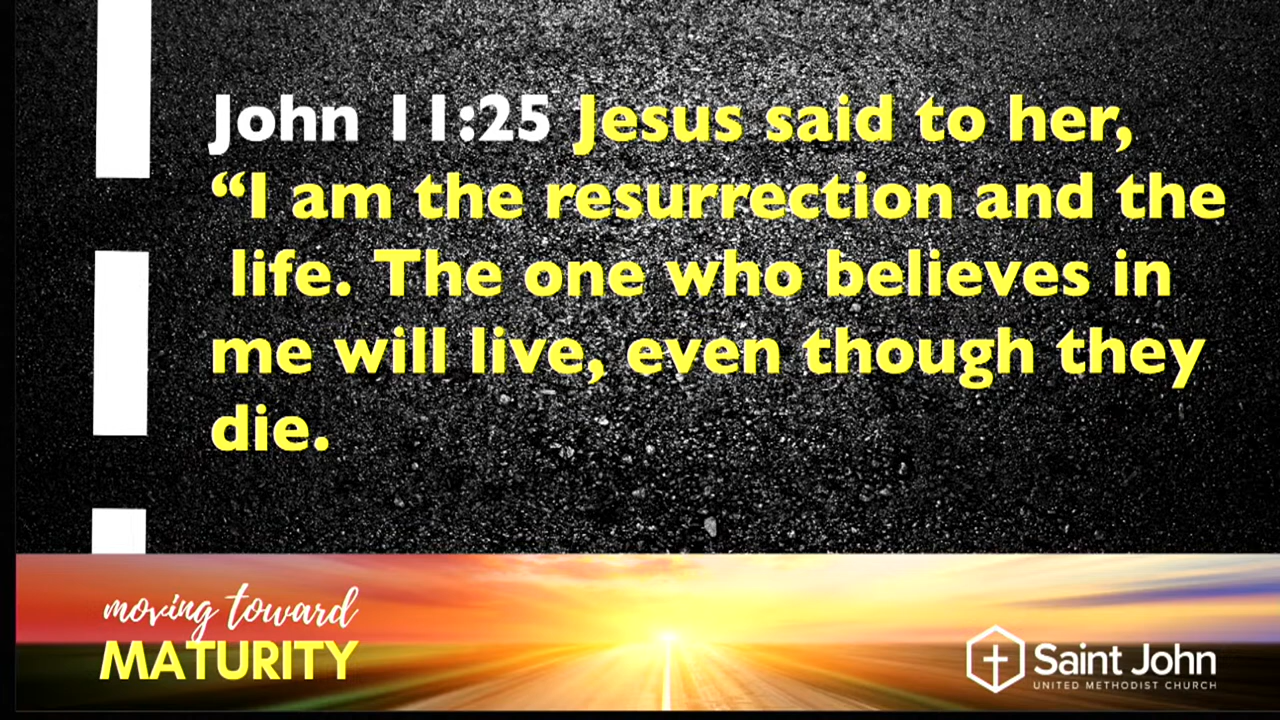 John 11:25 Jesus said to her,
“I am the resurrection and the
life. The one who believes in
me will live, even though they
die.
moving toward
MATURITY
Saint John
UNITED METHODIST CHURCH